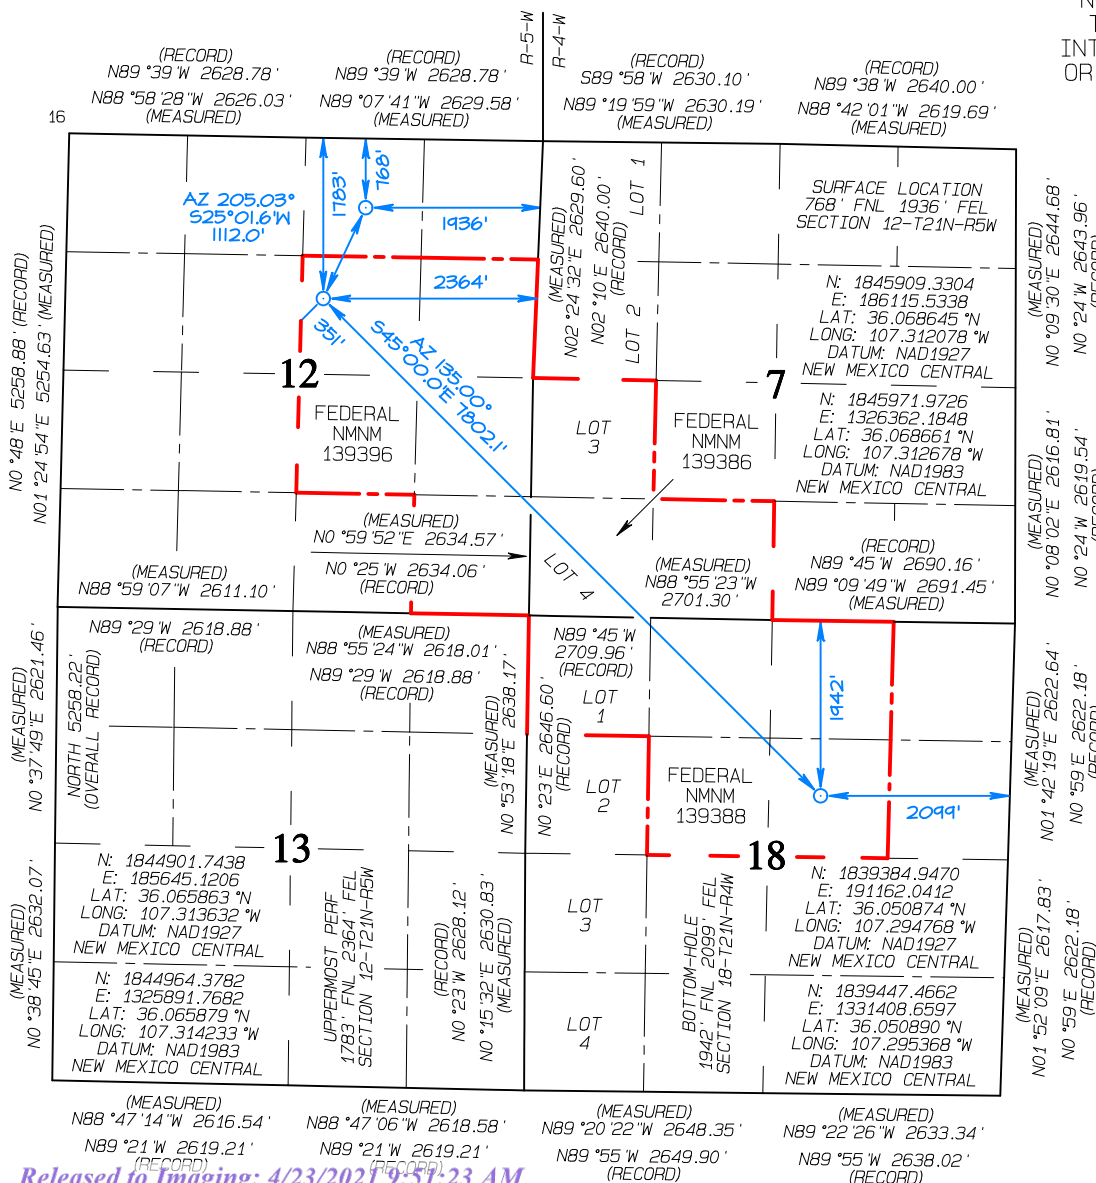 R-5-W
R-4-W
N
T
INT
OR
(RECORD)
N89°39'W 2628.78'
N88°58'28"W 2626.03'
(MEASURED)
(RECORD)
N89°39'W 2628.78'
N89°07'41"W 2629.58'
(MEASURED)
(RECORD)
S89°58'W 2630.10'
N89°19'59"W 2630.19'
(MEASURED)
(RECORD)
N89°38'W 2640.00'
N88°42'01"W 2619.69'
(MEASURED)
16
AZ 205.03°
S25°01.6'W
1112.0'
1783'
768'
1936'
2364'
351'
AZ 135.00°
S45°00.0'E 7802.1'
(MEASURED)
N02°24'32"E 2629.60'
N02°10'E 2640.00'
(RECORD)
LOT 1
LOT 2
SURFACE LOCATION
768' FNL 1936' FEL
SECTION 12-T21N-R5W
N: 1845909.3304
E: 186115.5338
LAT: 36.068645°N
LONG: 107.312078°W
DATUM: NAD1927
NEW MEXICO CENTRAL
N: 1845971.9726
E: 1326362.1848
LAT: 36.068661°N
LONG: 107.312678°W
DATUM: NAD1983
NEW MEXICO CENTRAL
(MEASURED)
N0°09'30"E 2644.68'
N0°24'W 2643.96'
(RECORD)
N0°48'E 5258.88' (RECORD)
N01°24'54"E 5254.63' (MEASURED)
12
7
FEDERAL
NMNM
139396
LOT
3
FEDERAL
NMNM
139386
(MEASURED)
N0°08'02"E 2616.81'
N0°24'W 2619.54'
(RECORD)
(MEASURED)
N0°59'52"E 2634.57'
N0°25'W 2634.06'
(RECORD)
LOT 4
(MEASURED)
N88°55'23"W
2701.30'
(RECORD)
N89°45'W 2690.16'
N89°09'49"W 2691.45'
(MEASURED)
(MEASURED)
N88°59'07"W 2611.10'
N89°29'W 2618.88'
(RECORD)
(MEASURED)
N88°55'24"W 2618.01'
N89°29'W 2618.88'
(RECORD)
N89°45'W
2709.96'
(RECORD)
LOT
1
1942'
(MEASURED)
N0°37'49"E 2621.46'
NORTH 5258.22'
(OVERALL RECORD)
(MEASURED)
N0°53'18"E 2638.17'
N0°23'E 2646.60'
(RECORD)
LOT
2
FEDERAL
NMNM
139388
2099'
(MEASURED)
N01°42'19"E 2622.64'
N0°59'E 2622.18'
(RECORD)
13
18
N: 1844901.7438
E: 185645.1206
LAT: 36.065863°N
LONG: 107.313632°W
DATUM: NAD1927
NEW MEXICO CENTRAL
N: 1844964.3782
E: 1325891.7682
LAT: 36.065879°N
LONG: 107.314233°W
DATUM: NAD1983
NEW MEXICO CENTRAL
(MEASURED)
N0°38'45"E 2632.07'
UPPERMOST PERF
1783' FNL 2364' FEL
SECTION 12-T21N-R5W
(RECORD)
N0°23'W 2628.12'
N0°15'32"E 2630.83'
(MEASURED)
LOT
3
LOT
4
BOTTOM-HOLE
1942' FNL 2099' FEL
SECTION 18-T21N-R4W
N: 1839384.9470
E: 191162.0412
LAT: 36.050874°N
LONG: 107.294768°W
DATUM: NAD1927
NEW MEXICO CENTRAL
N: 1839447.4662
E: 1331408.6597
LAT: 36.050890°N
LONG: 107.295368°W
DATUM: NAD1983
NEW MEXICO CENTRAL
(MEASURED)
N01°52'09"E 2617.83'
N0°59'E 2622.18'
(RECORD)
(MEASURED)
N88°47'14"W 2616.54'
N89°21'W 2619.21'
(RECORD)
(MEASURED)
N88°47'06"W 2618.58'
N89°21'W 2619.21'
(RECORD)
(MEASURED)
N89°20'22"W 2648.35'
N89°55'W 2649.90'
(RECORD)
(MEASURED)
N89°22'26"W 2633.34'
N89°55'W 2638.02'
(RECORD)
Released to Imaging: 4/23/2021 9:51:23 AM